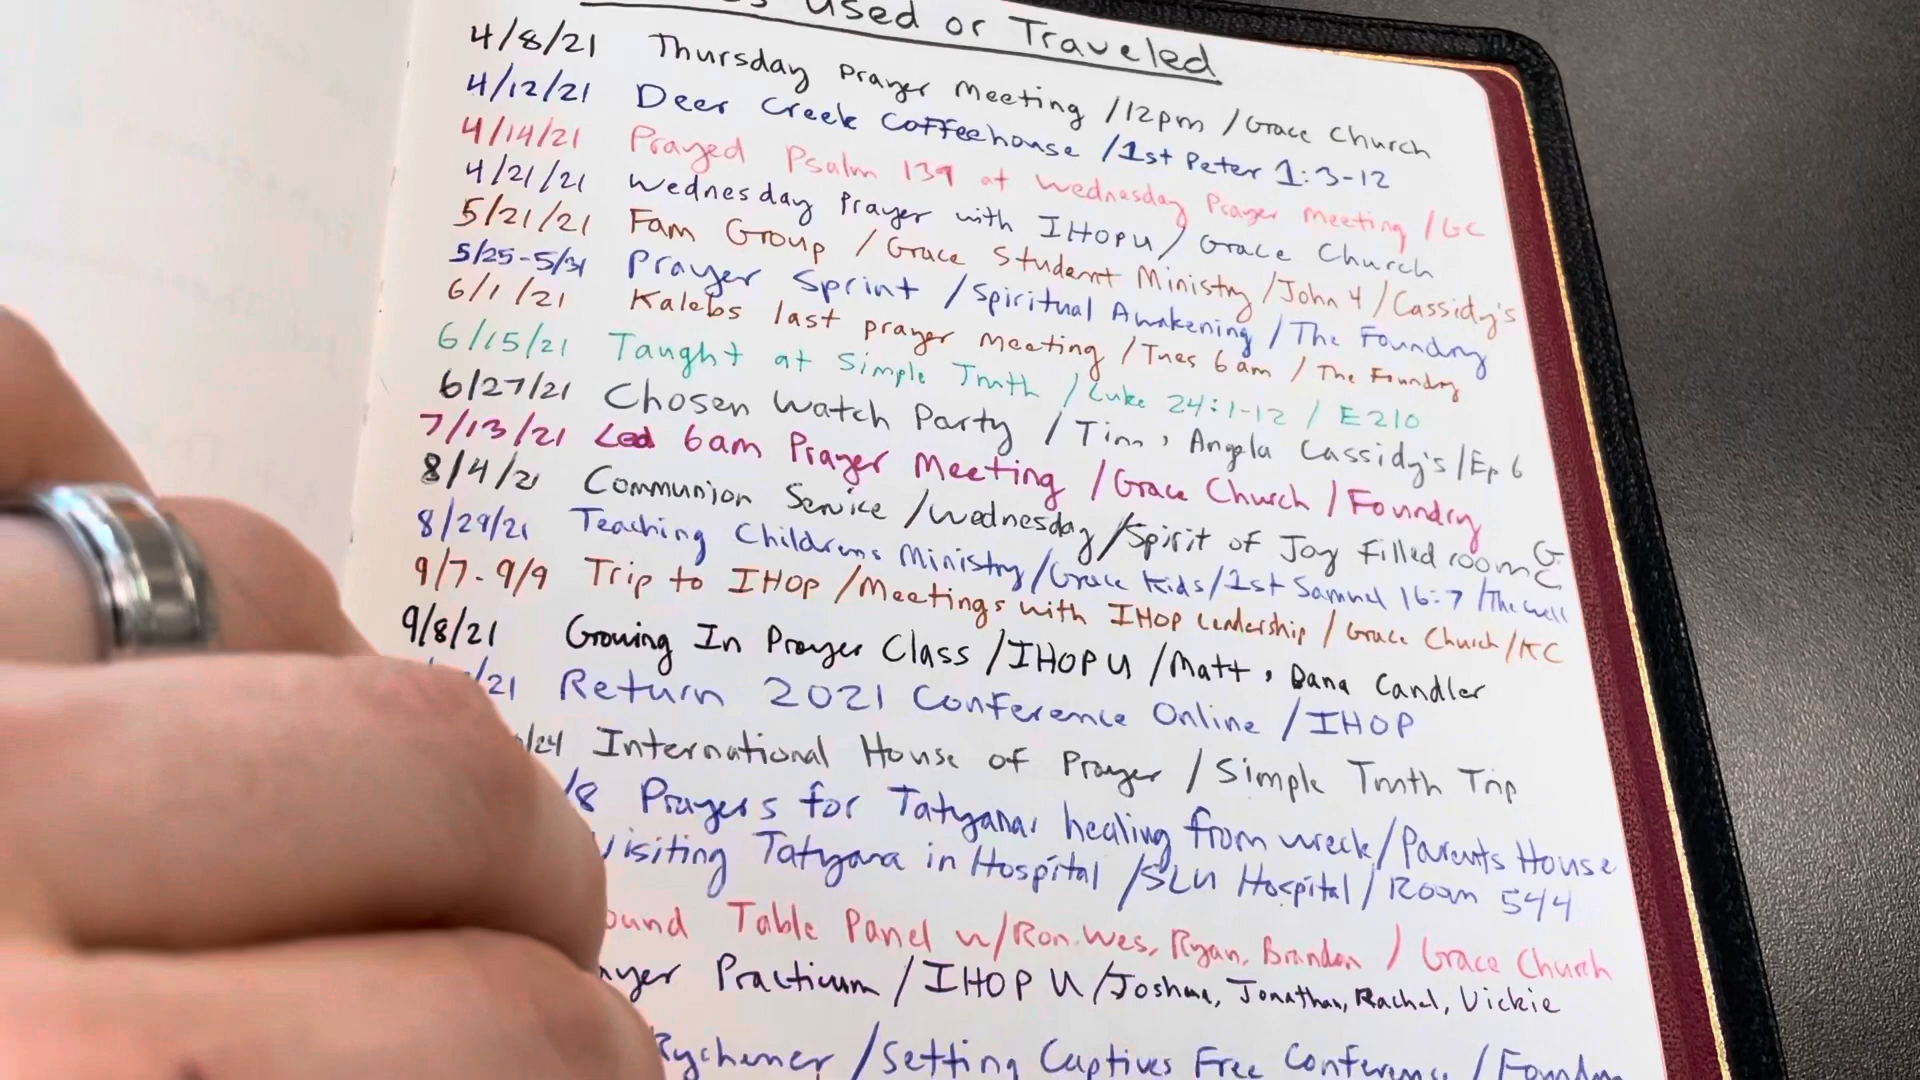 Used or Traveled
4/8/21 Thursday Prayer Meeting /12pm /Grace Church
4/12/21 Deer Creek Coffeehouse /1st Peter 1:3-12
4/14/21 Prayed Psalm 139 at Wednesday Prayer Meeting /GC
4/21/21 Wednesday Prayer with IHOPU / Grace Church
5/21/21 Fam Group / Grace Student Ministry /John 4 /Cassidy's
5/25-5/31 Prayer Sprint /Spiritual Awakening /The Foundry
6/1/21 Kalebs last prayer meeting /Tues 6am / The Foundry
6/15/21 Taught at Simple Truth /Luke 24:1-12 / E210
6/27/21 Chosen Watch Party / Tim, Angela Cassidy's /Ep 6
7/13/21 Led 6am Prayer Meeting /Grace Church /Foundry
8/4/21 Communion Service /Wednesday /Spirit of Joy filled room GC
8/29/21 Teaching Childrens Ministry /Grace Kids /1st Samuel 16:7 /The Well
9/7-9/9 Trip to IHOP /Meetings with IHOP Leadership / Grace Church /KC
9/8/21 Growing In Prayer Class /IHOPU /Matt, Dana Candler
/21 Return 2021 Conference Online /IHOP
/24 International House of Prayer / Simple Truth Trip
/8 Prayers for Tatyanas healing from wreck /Parents House
Visiting Tatyana in Hospital /SLU Hospital / Room 544
ound Table Panel w/Ron, Wes, Ryan, Brandon / Grace Church
ayer Practicum /IHOPU /Joshua, Jonathan, Rachel, Vickie
Rychener /Setting Captives Free Conference /Foundry